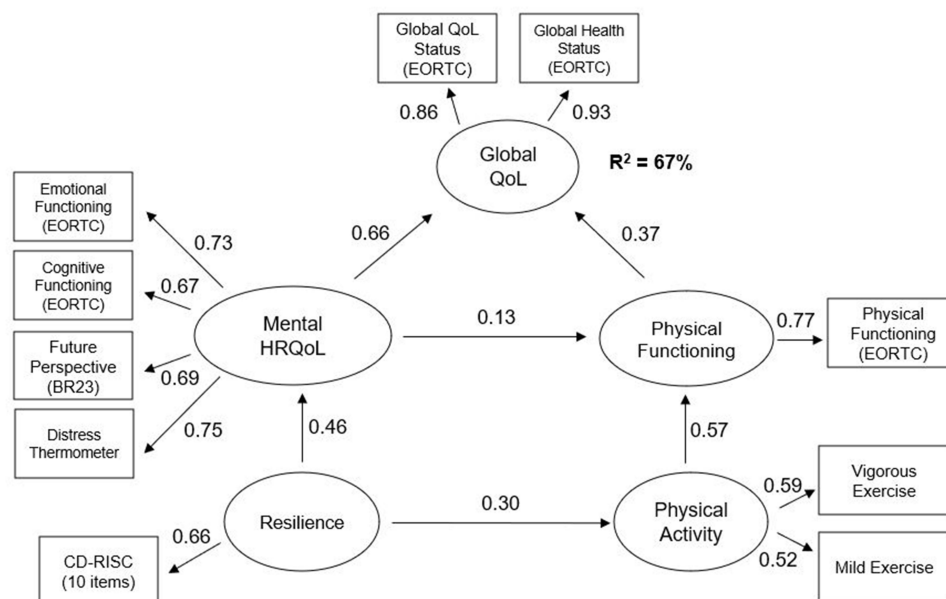 Global QoL
Status
(EORTC)
Global Health
Status
(EORTC)
0.86
0.93
Global
QoL
R² = 67%
Emotional
Functioning
(EORTC)
0.73
0.66
0.37
Cognitive
Functioning
(EORTC)
0.67
Mental
HRQoL
0.13
Physical
Functioning
0.77
Physical
Functioning
(EORTC)
Future
Perspective
(BR23)
0.69
Distress
Thermometer
0.75
0.46
0.57
Resilience
0.30
Physical
Activity
0.59
Vigorous
Exercise
0.66
CD-RISC
(10 items)
0.52
Mild Exercise